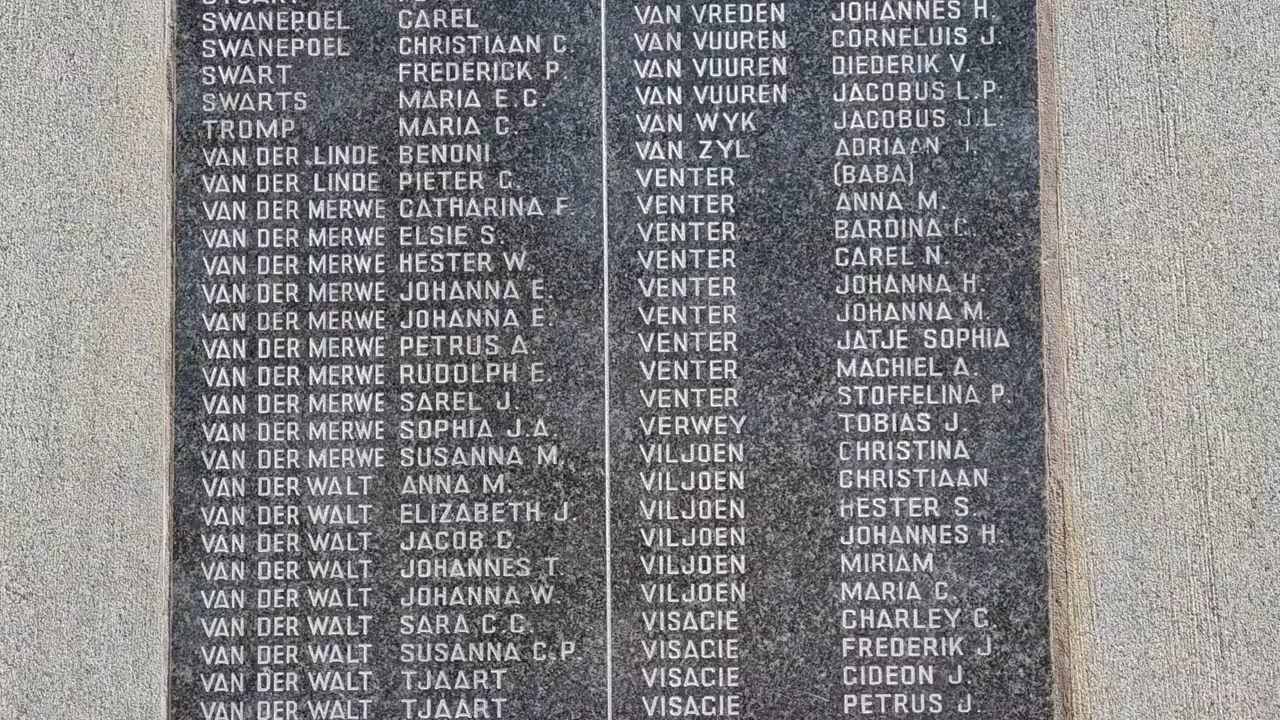 SWANEPOEL CAREL
SWANEPOEL CHRISTIAAN C.
SWART FREDERICK P.
SWARTS MARIA E.C.
TROMP MARIA C.
VAN DER LINDE BENONI
VAN DER LINDE PIETER G.
VAN DER MERWE CATHARINA F.
VAN DER MERWE ELSIE S.
VAN DER MERWE HESTER W.
VAN DER MERWE JOHANNA E.
VAN DER MERWE JOHANNA E.
VAN DER MERWE PETRUS A.
VAN DER MERWE RUDOLPH E.
VAN DER MERWE SAREL J.
VAN DER MERWE SOPHIA J.A.
VAN DER MERWE SUSANNA M.
VAN DER WALT ANNA M.
VAN DER WALT ELIZABETH J.
VAN DER WALT JACOB C.
VAN DER WALT JOHANNES T.
VAN DER WALT JOHANNA W.
VAN DER WALT SARA C.C.
VAN DER WALT SUSANNA C.P.
VAN DER WALT TJAART
VAN DER WALT TJAART
VAN VREDEN JOHANNES H.
VAN VUUREN CORNELUIS J.
VAN VUUREN DIEDERIK V.
VAN VUUREN JACOBUS L.P.
VAN WYK JACOBUS J.L.
VAN ZYL ADRIAAN J.
VENTER (BABA)
VENTER ANNA M.
VENTER BARDINA C.
VENTER CAREL N.
VENTER JOHANNA H.
VENTER JOHANNA M.
VENTER JATJE SOPHIA
VENTER MACHIEL A.
VENTER STOFFELINA P.
VERWEY TOBIAS J.
VILJOEN CHRISTINA
VILJOEN CHRISTIAAN
VILJOEN HESTER S.
VILJOEN JOHANNES H.
VILJOEN MIRIAM
VILJOEN MARIA C.
VISAGIE CHARLEY G.
VISAGIE FREDERIK J.
VISAGIE GIDEON J.
VISAGIE PETRUS J.